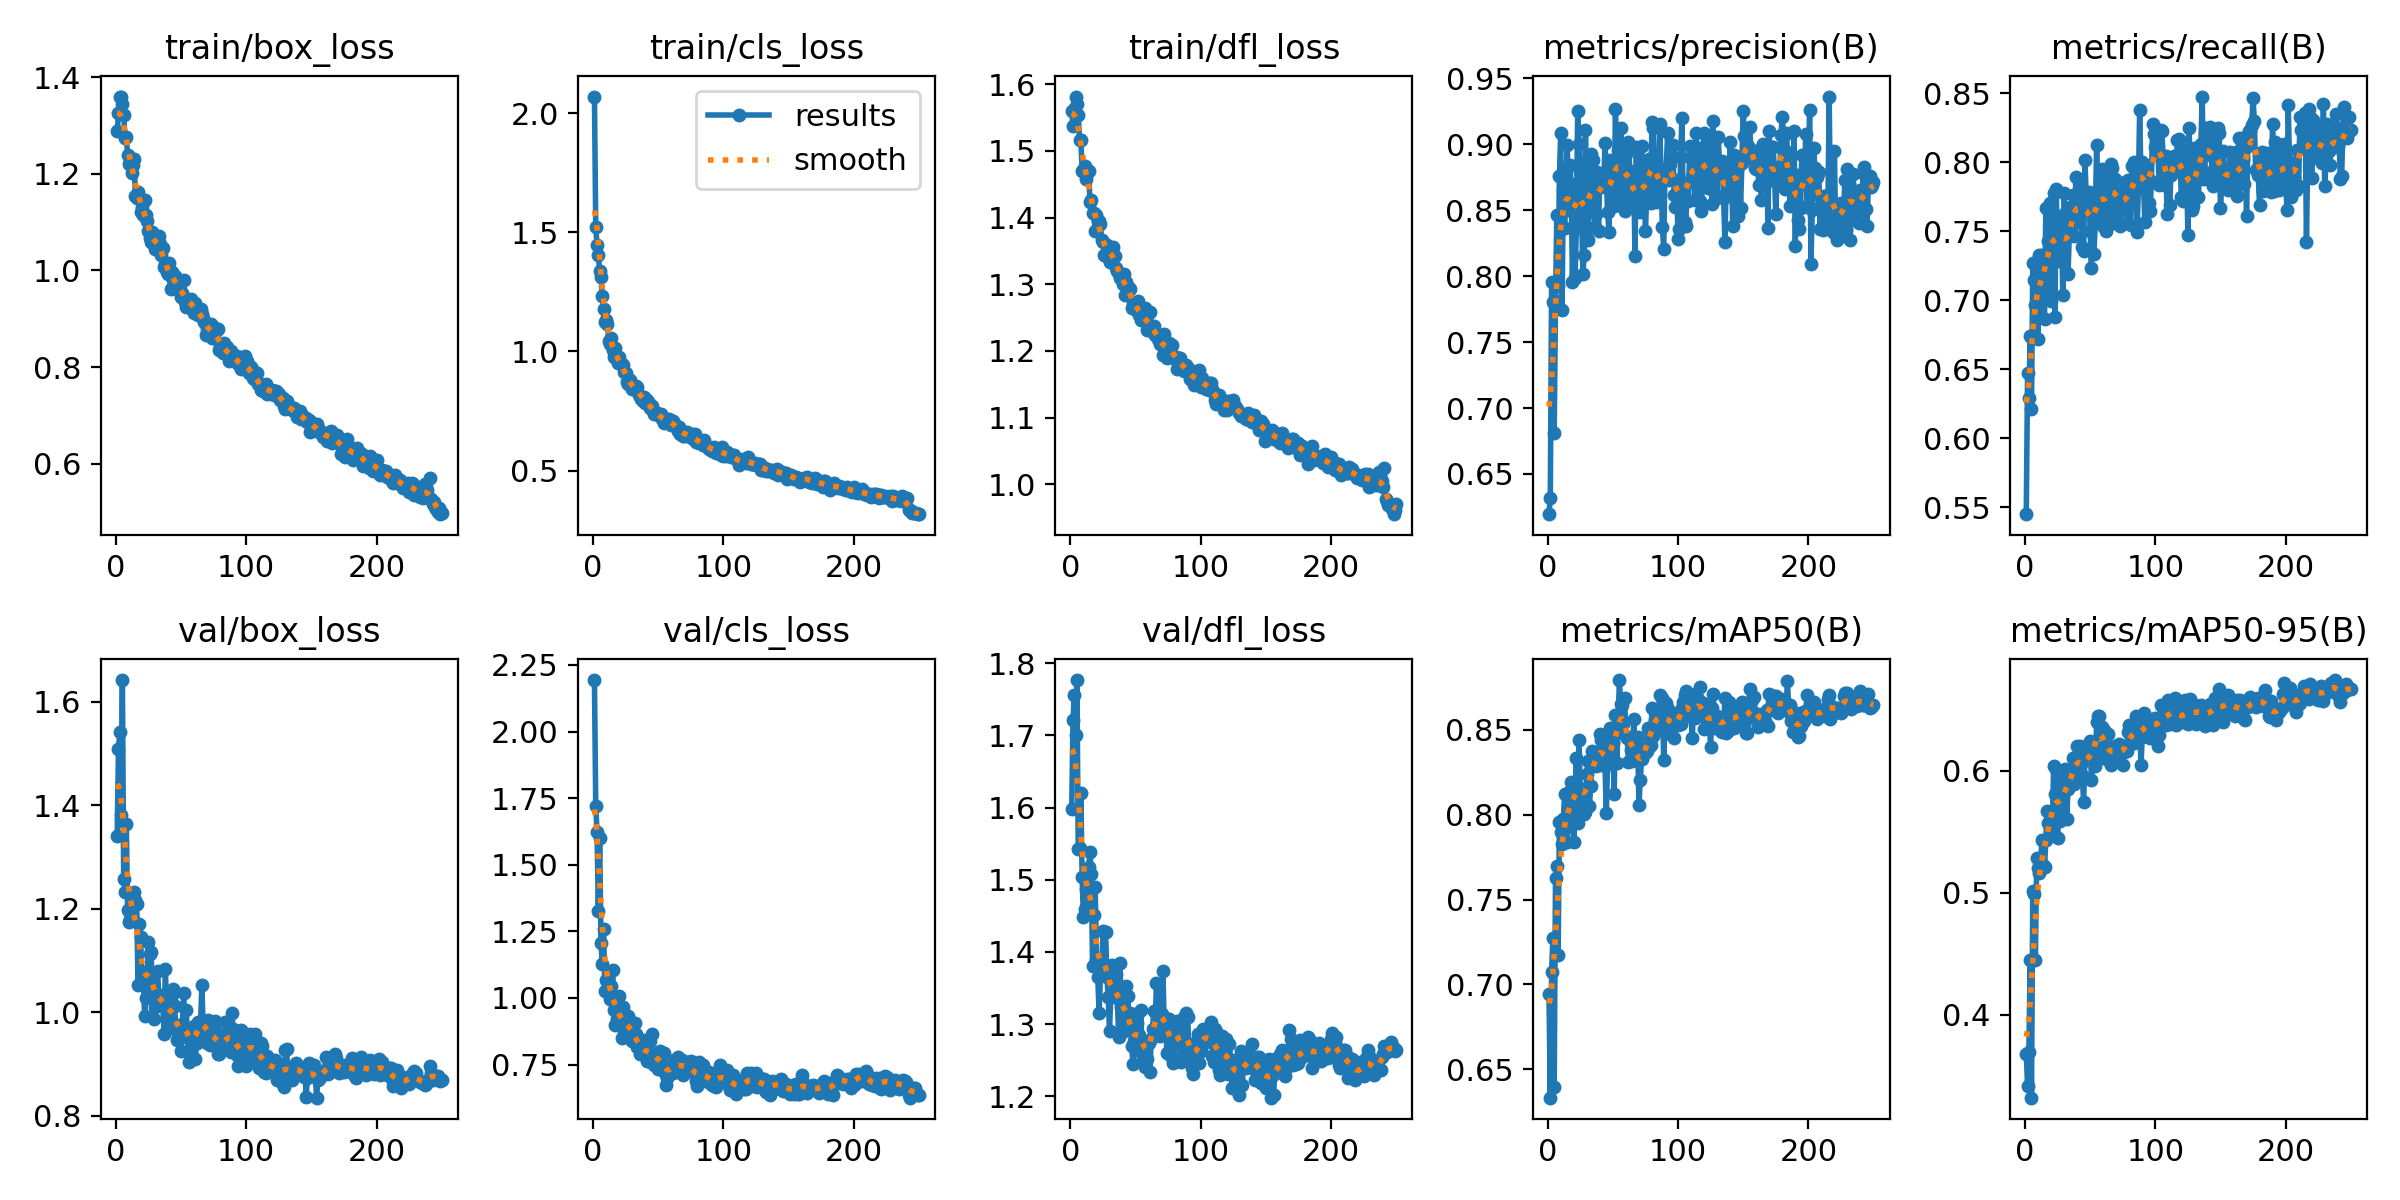 train/box_loss
1.4
1.2
1.0
0.8
0.6
0 100 200
train/cls_loss
results
smooth
2.0
1.5
1.0
0.5
0 100 200
train/dfl_loss
1.6
1.5
1.4
1.3
1.2
1.1
1.0
0 100 200
metrics/precision(B)
0.95
0.90
0.85
0.80
0.75
0.70
0.65
0 100 200
metrics/recall(B)
0.85
0.80
0.75
0.70
0.65
0.60
0.55
0 100 200
val/box_loss
1.6
1.4
1.2
1.0
0.8
0 100 200
val/cls_loss
2.25
2.00
1.75
1.50
1.25
1.00
0.75
0 100 200
val/dfl_loss
1.8
1.7
1.6
1.5
1.4
1.3
1.2
0 100 200
metrics/mAP50(B)
0.85
0.80
0.75
0.70
0.65
0 100 200
metrics/mAP50-95(B)
0.6
0.5
0.4
0 100 200